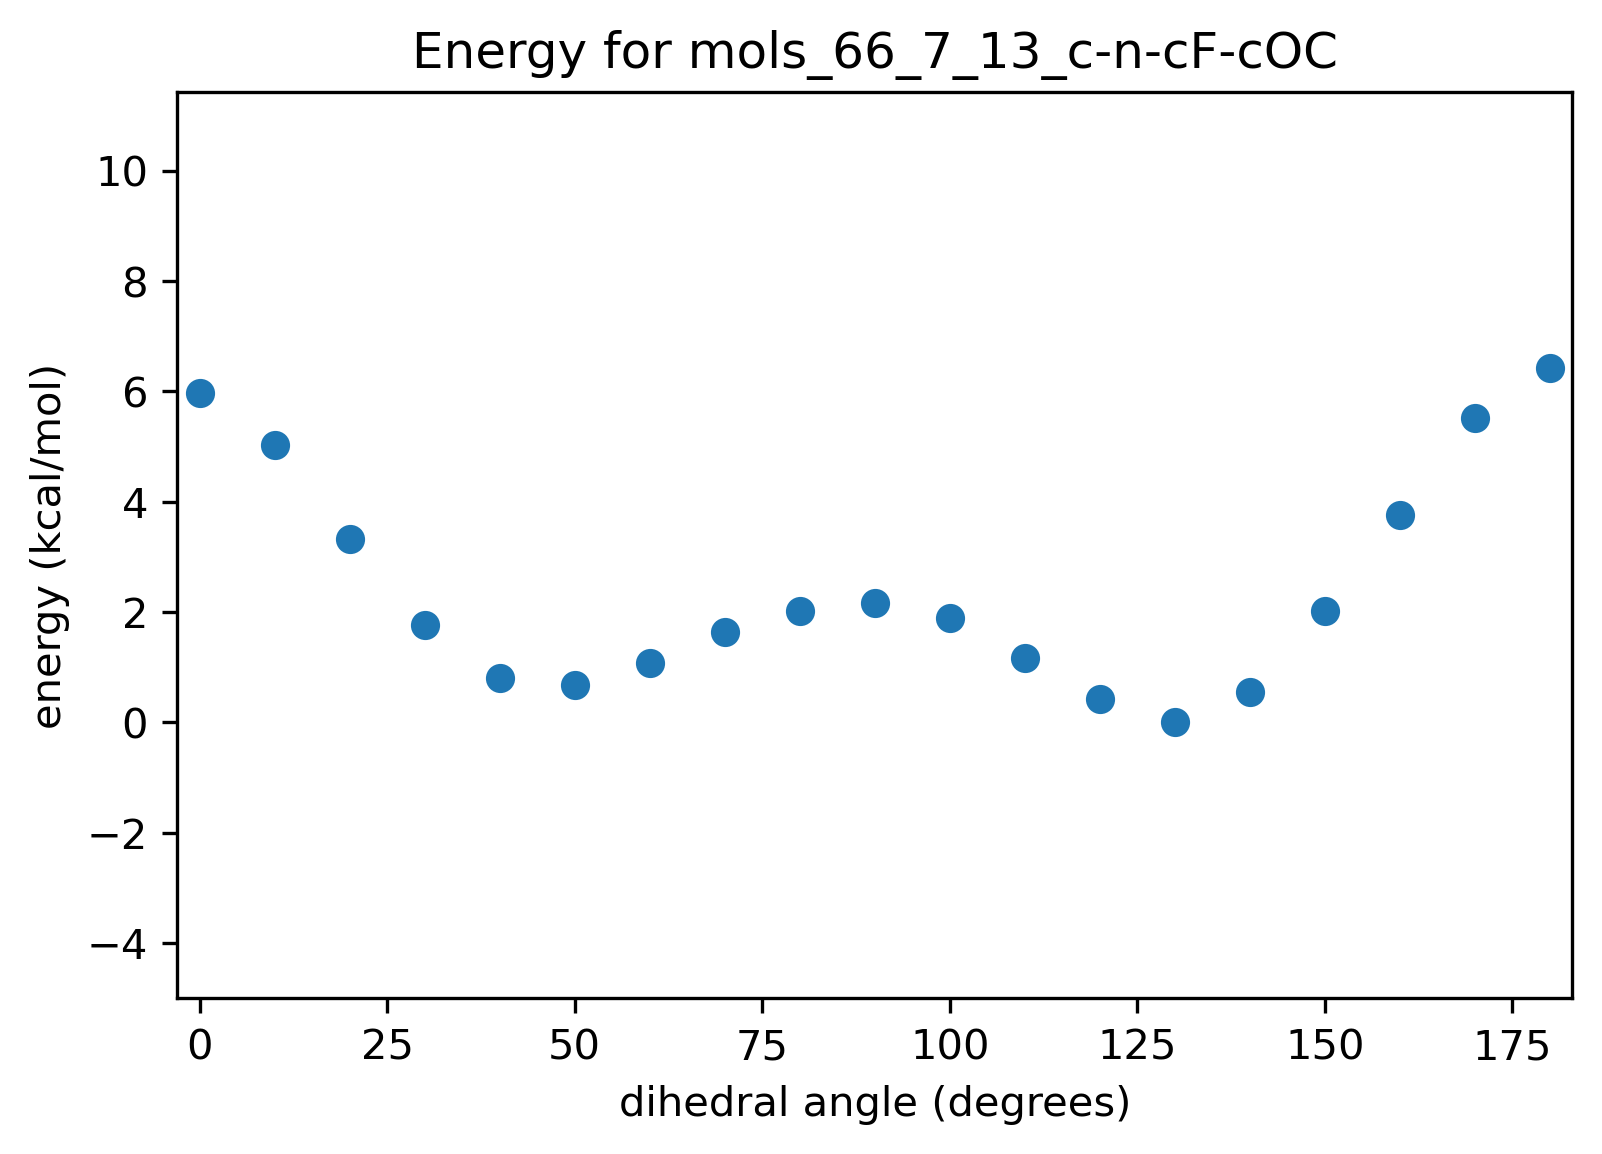 Energy for mols_66_7_13_c-n-cF-cOC
energy (kcal/mol)
10
8
6
4
2
0
−2
−4
0 25 50 75 100 125 150 175
dihedral angle (degrees)